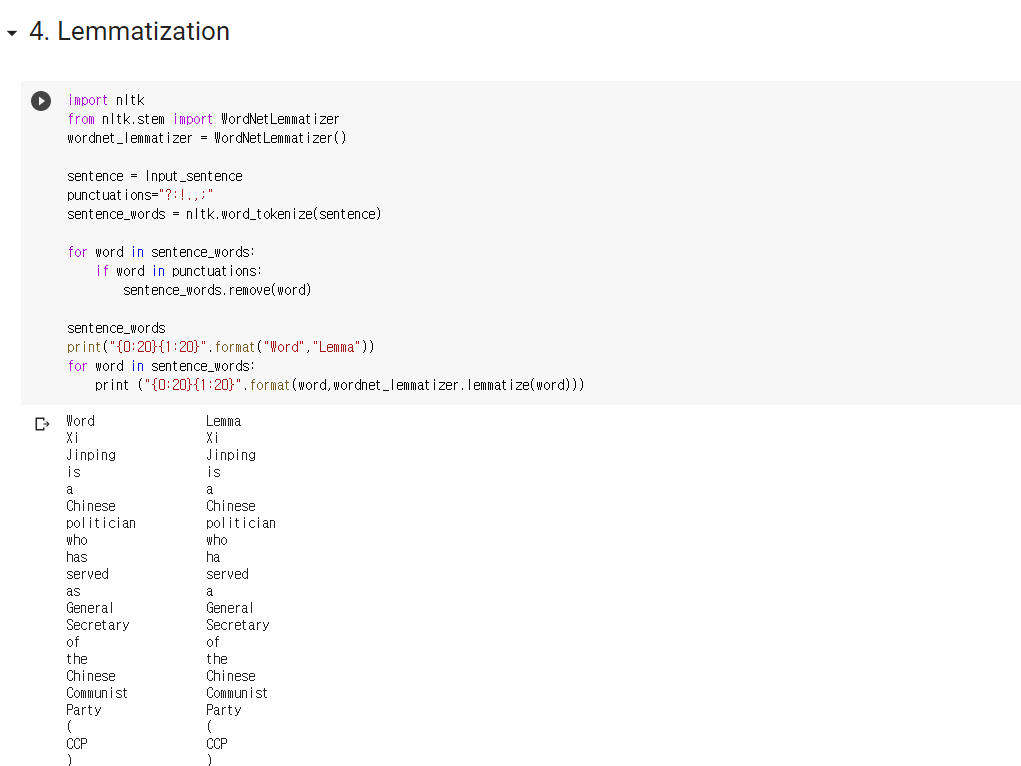 4. Lemmatization
import nltk
from nltk.stem import WordNetLemmatizer
wordnet_lemmatizer = WordNetLemmatizer()
sentence = Input_sentence
punctuations="?:!.,;"
sentence_words = nltk.word_tokenize(sentence)
for word in sentence_words:
    if word in punctuations:
        sentence_words.remove(word)
sentence_words
print("{0:20}{1:20}".format("Word","Lemma"))
for word in sentence_words:
    print ("{0:20}{1:20}".format(word,wordnet_lemmatizer.lemmatize(word)))
Word                Lemma
Xi                  Xi
Jinping             Jinping
is                  is
a                   a
Chinese             Chinese
politician          politician
who                 who
has                 ha
served              served
as                  a
General             General
Secretary           Secretary
of                  of
the                 the
Chinese             Chinese
Communist           Communist
Party               Party
(                   (
CCP                 CCP
)                   )